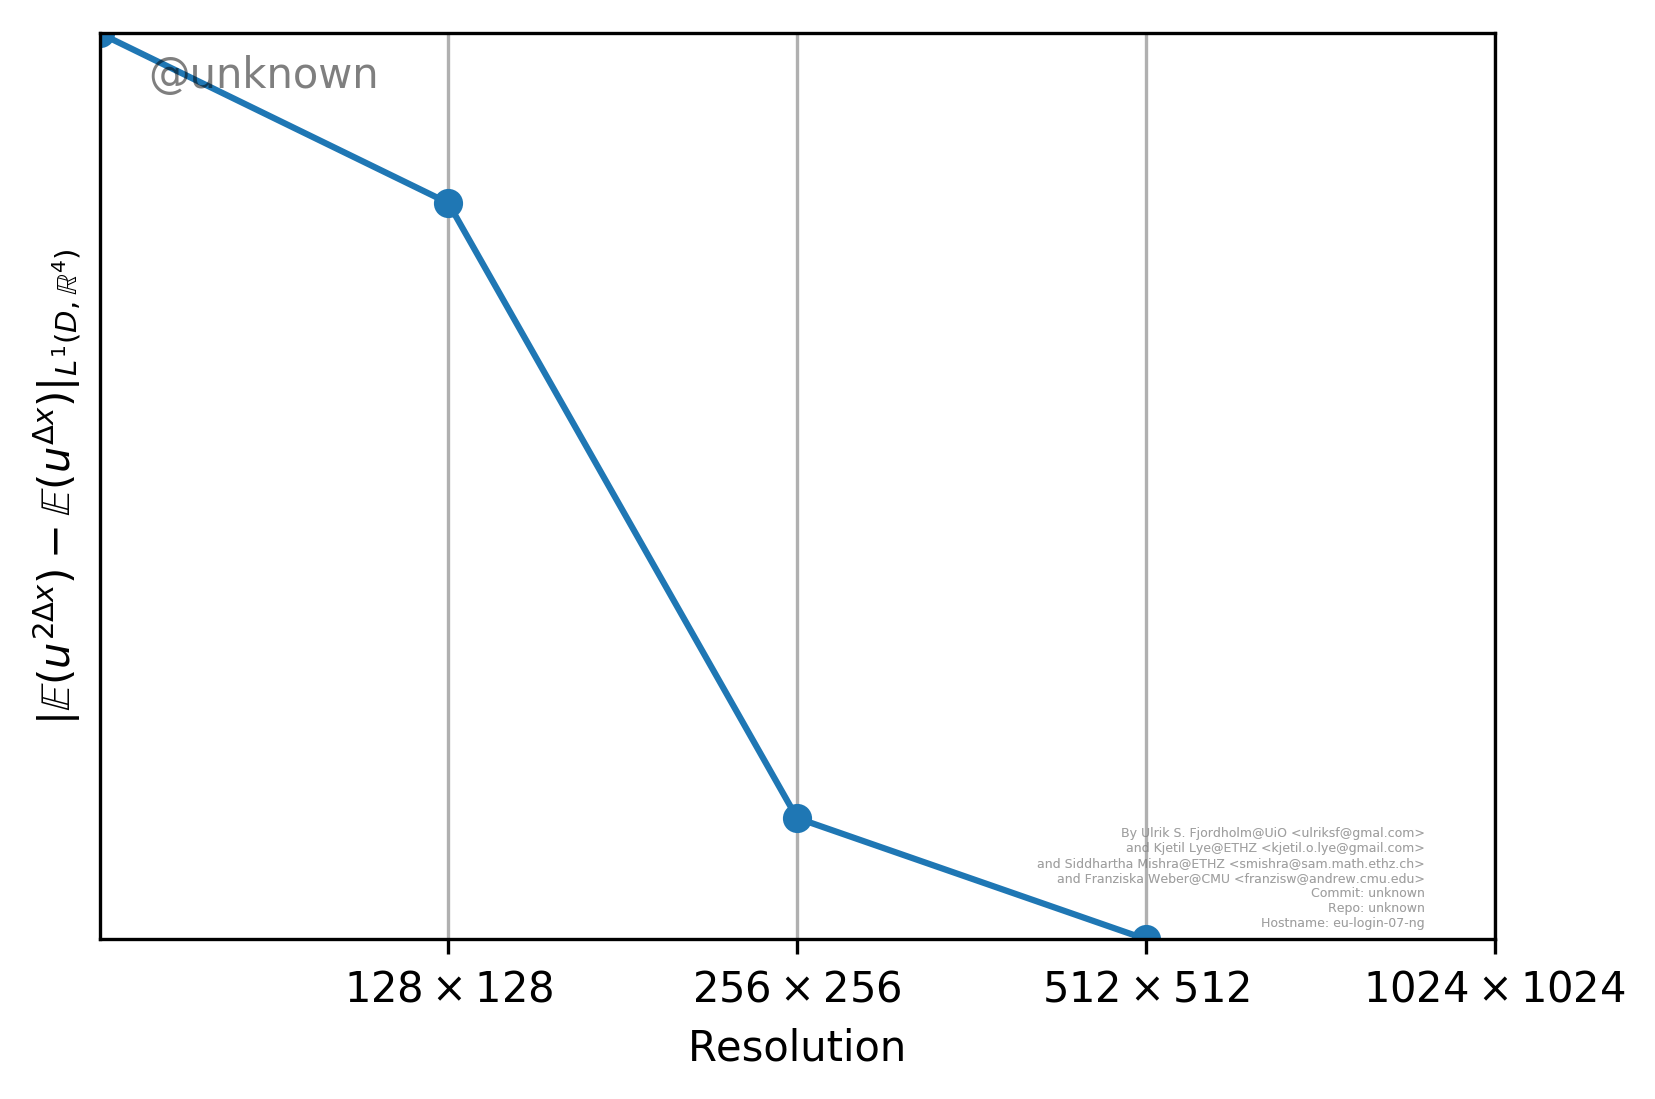 @unknown
|𝔼(u^{2Δx}) − 𝔼(u^{Δx})|_{L^1(D, ℝ^4)}
By Ulrik S. Fjordholm@UiO <ulriksf@gmal.com>
and Kjetil Lye@ETHZ <kjetil.o.lye@gmail.com>
and Siddhartha Mishra@ETHZ <smishra@sam.math.ethz.ch>
and Franziska Weber@CMU <franzisw@andrew.cmu.edu>
Commit: unknown
Repo: unknown
Hostname: eu-login-07-ng
128 × 128
256 × 256
512 × 512
1024 × 1024
Resolution